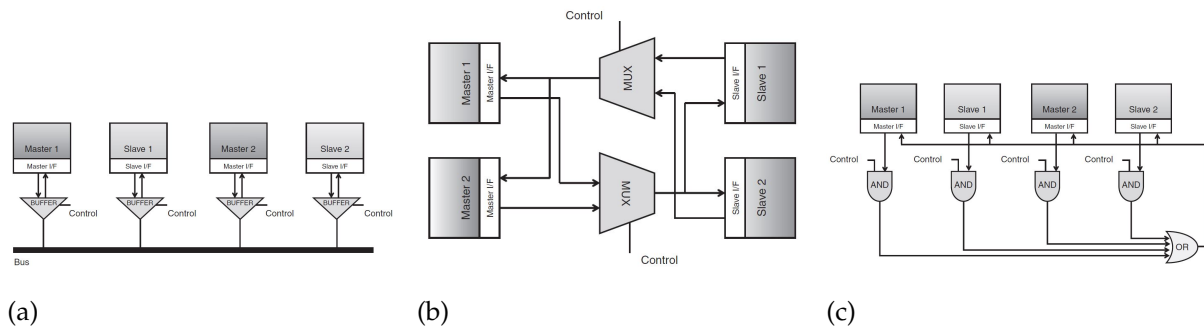 Master 1
Master I/F
Slave 1
Slave I/F
Master 2
Master I/F
Slave 2
Slave I/F
BUFFER
Control
BUFFER
Control
BUFFER
Control
BUFFER
Control
Bus
(a)
Control
Master 1
Master I/F
MUX
Slave I/F
Slave 1
Master 2
Master I/F
MUX
Slave I/F
Slave 2
Control
(b)
Master 1
Master I/F
Slave 1
Slave I/F
Master 2
Master I/F
Slave 2
Slave I/F
Control
Control
Control
Control
AND
AND
AND
AND
OR
(c)